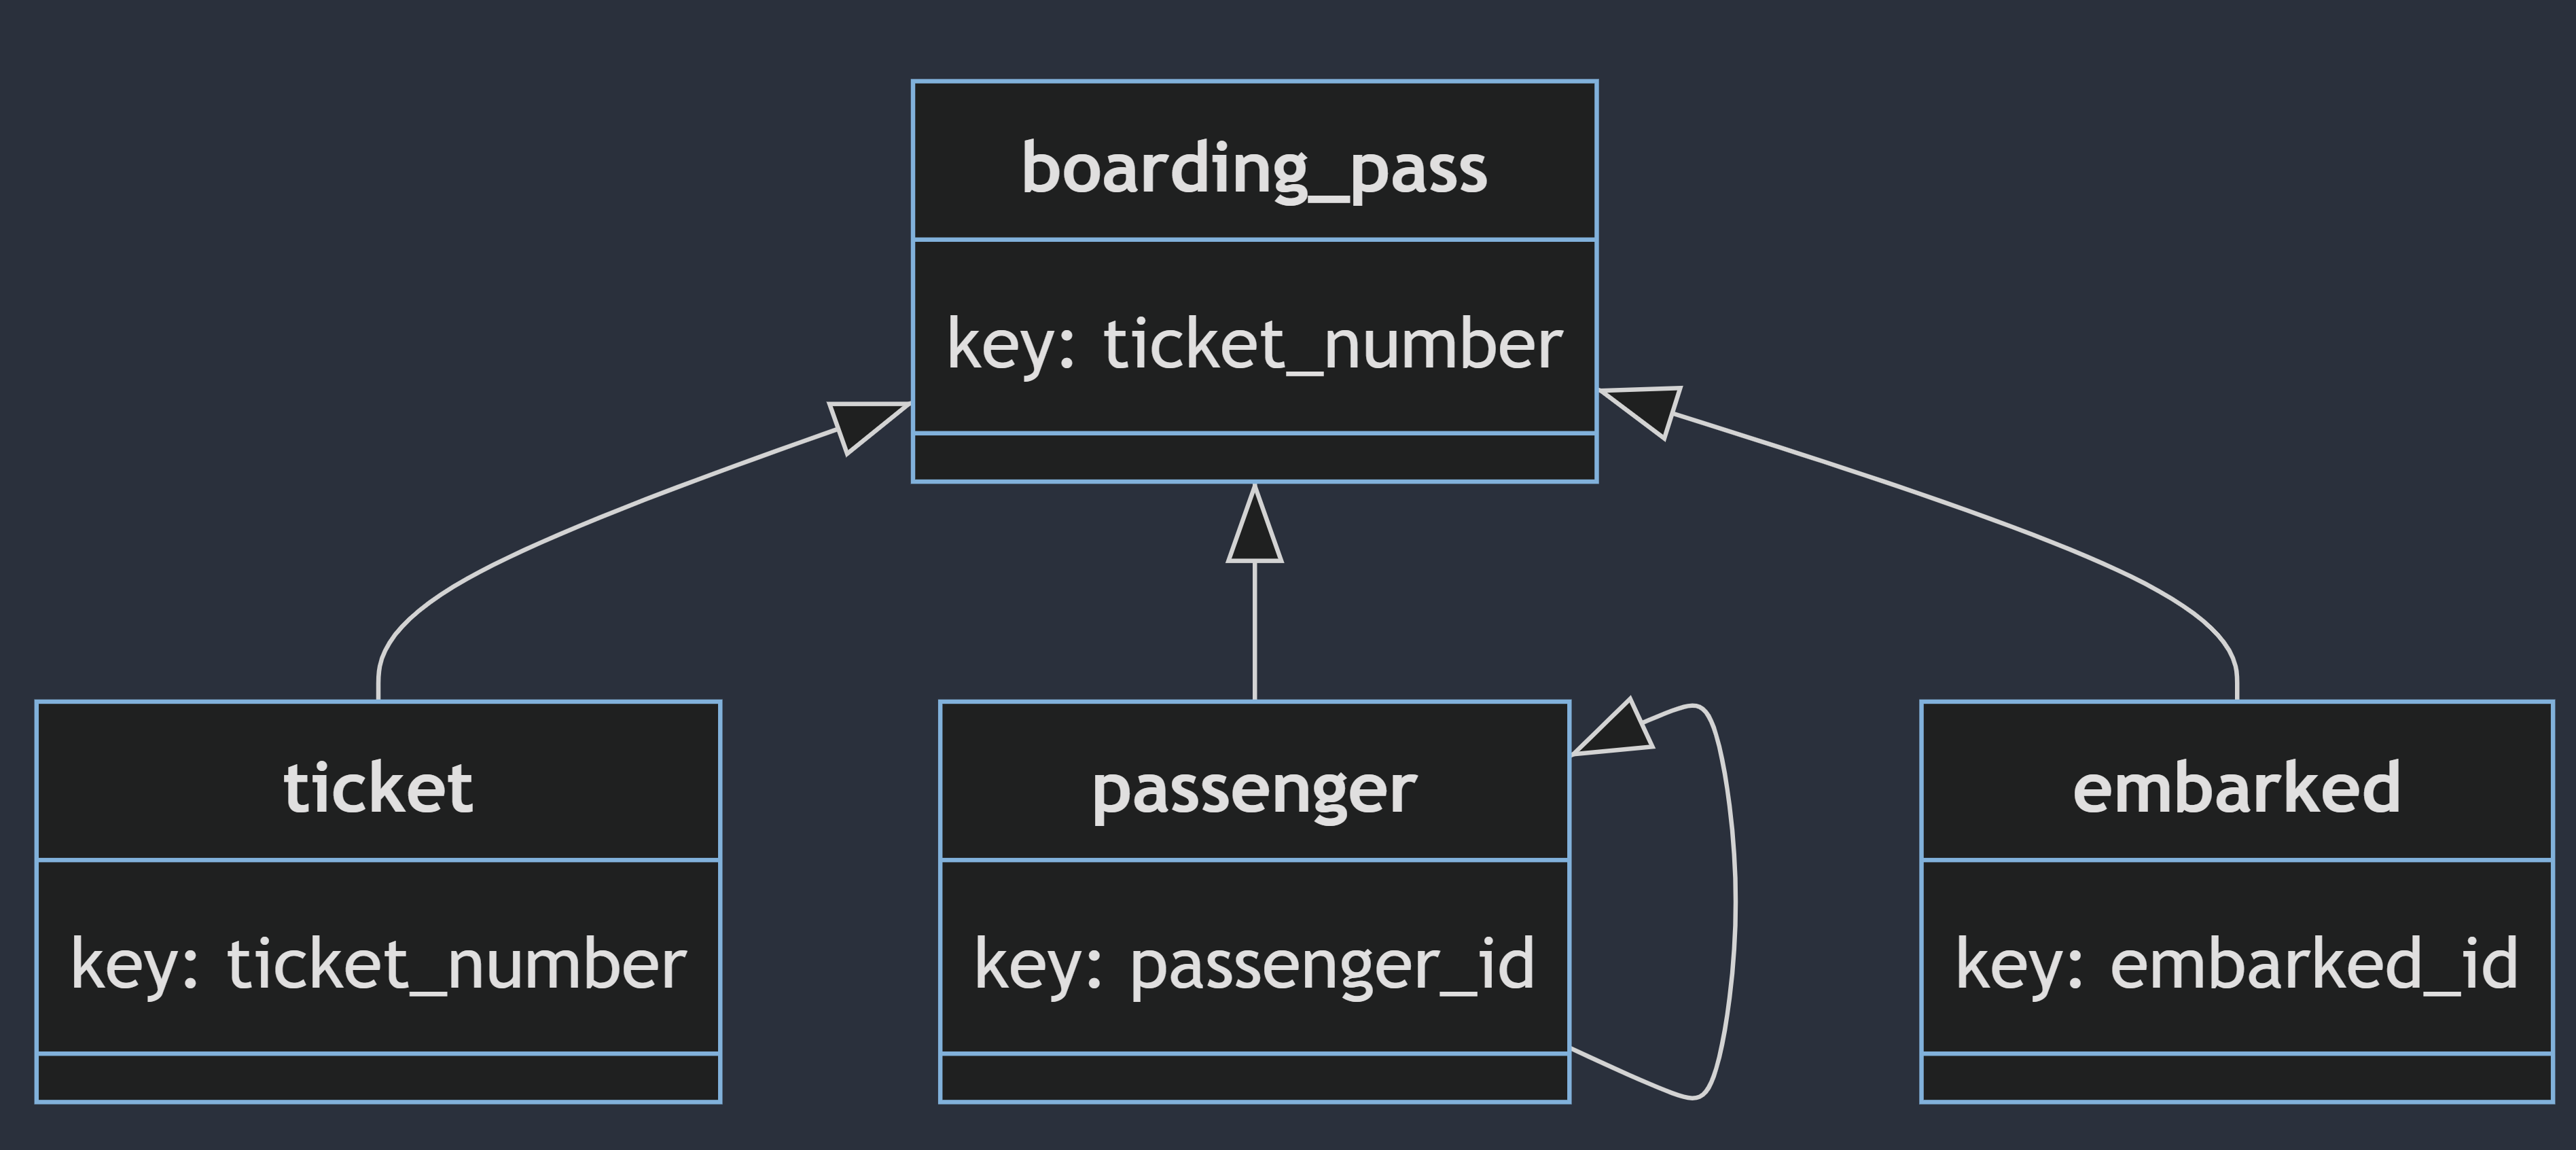 boarding_pass
key: ticket_number
ticket
key: ticket_number
passenger
key: passenger_id
embarked
key: embarked_id